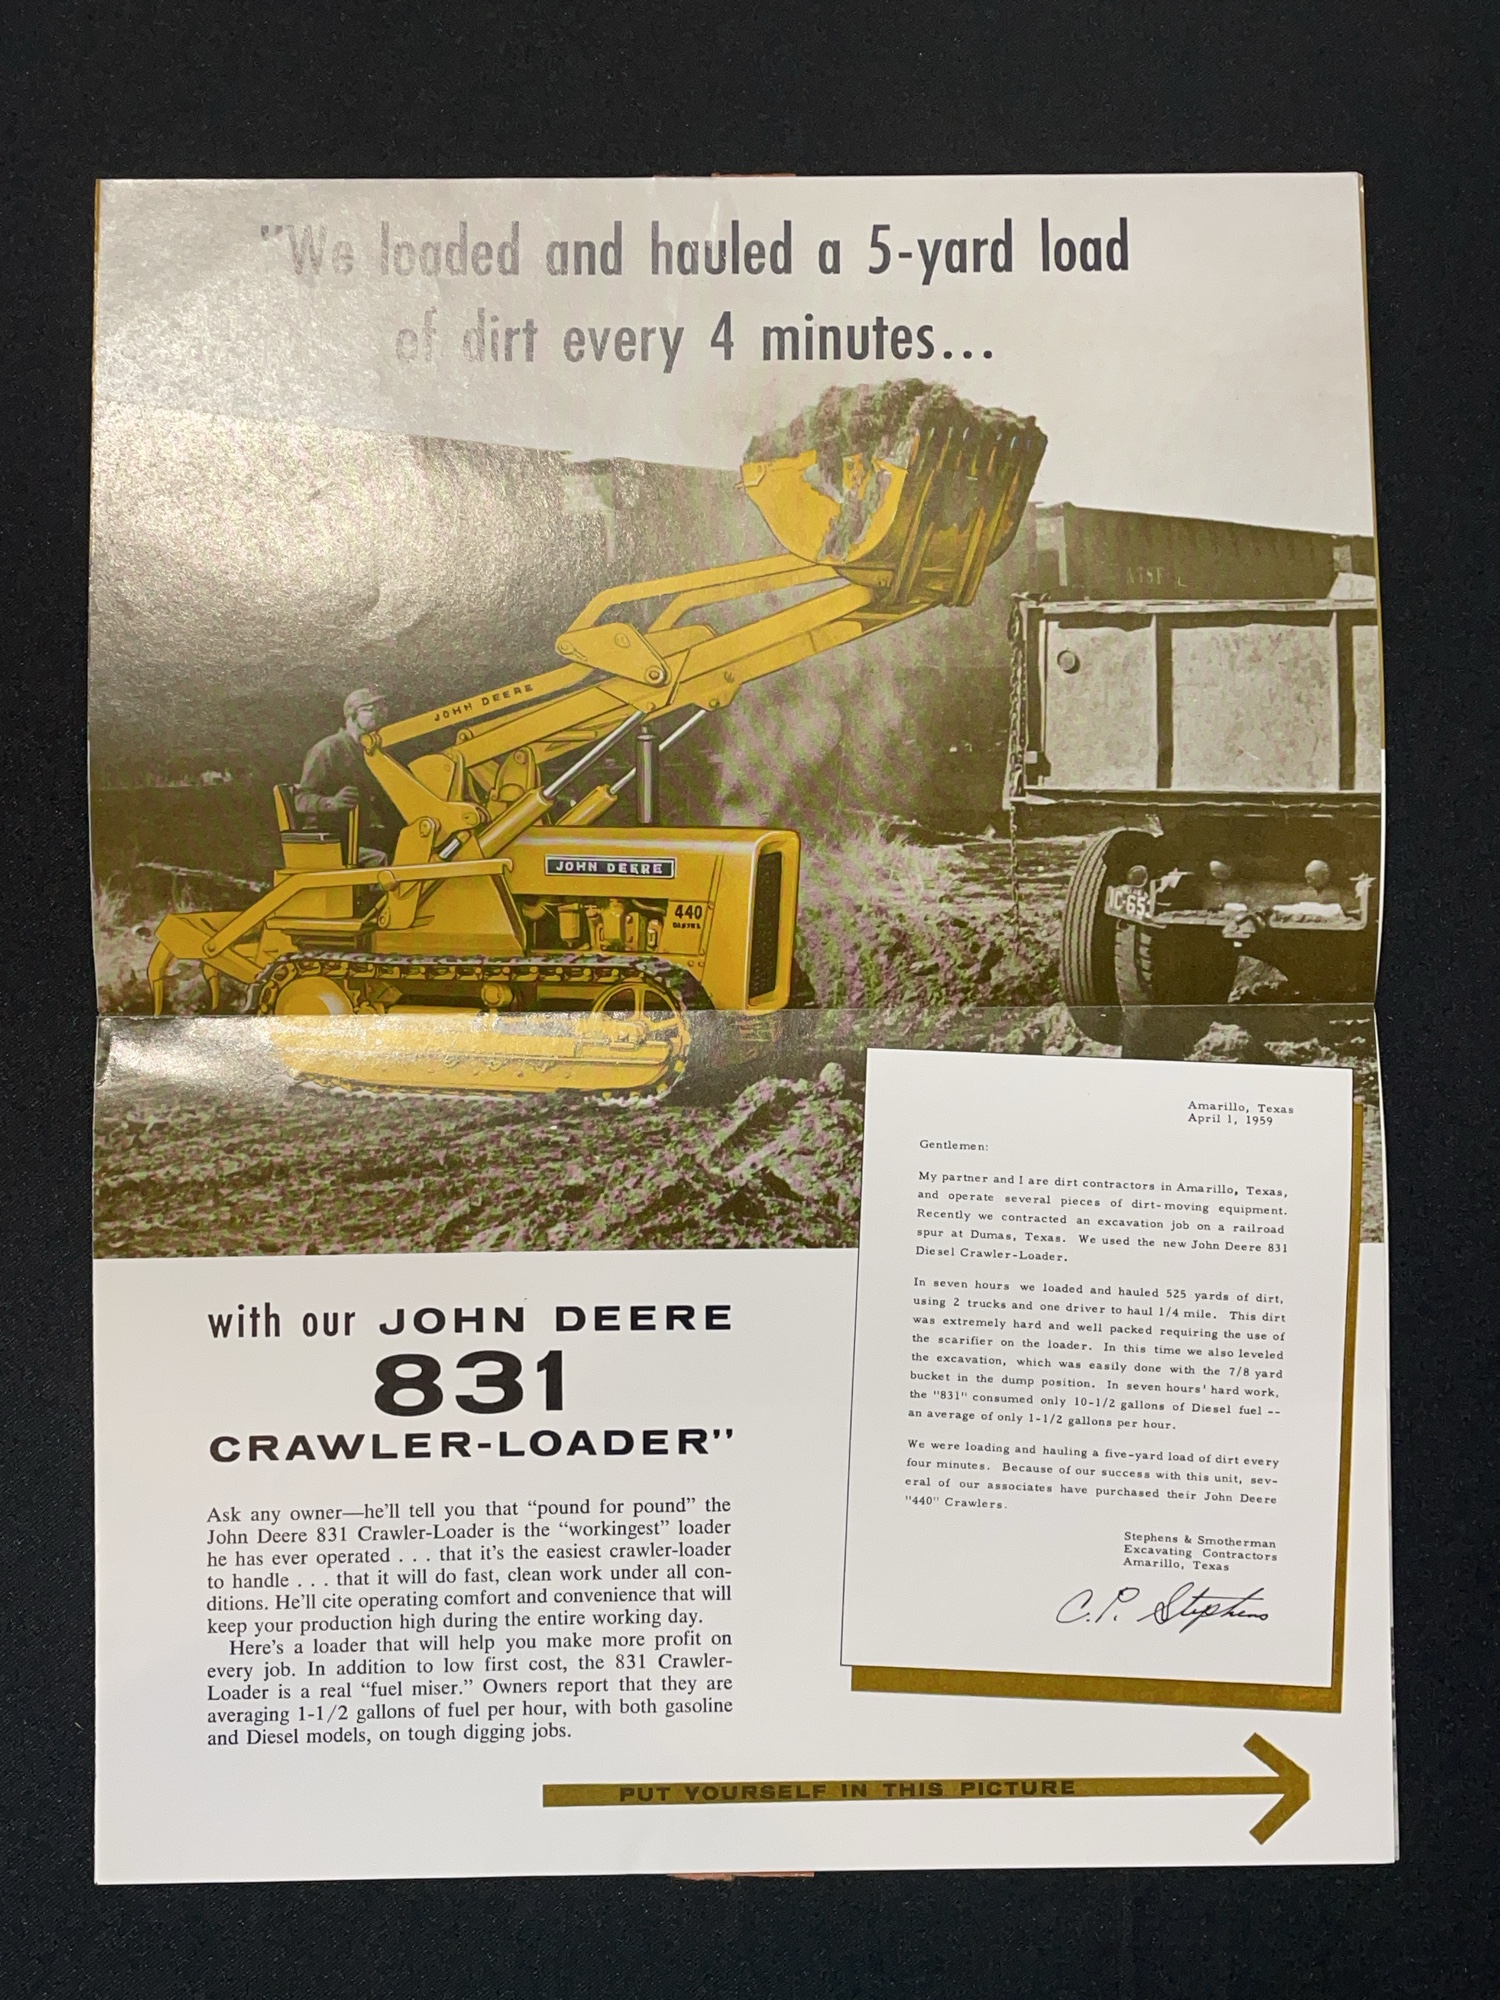 "We loaded and hauled a 5-yard load
of dirt every 4 minutes...
ATSF
JOHN DEERE
JOHN DEERE
440
DIESEL
JC-65
Amarillo, Texas
April 1, 1959
Gentlemen:
My partner and I are dirt contractors in Amarillo, Texas,
and operate several pieces of dirt-moving equipment.
Recently we contracted an excavation job on a railroad
spur at Dumas, Texas. We used the new John Deere 831
Diesel Crawler-Loader.
In seven hours we loaded and hauled 525 yards of dirt,
using 2 trucks and one driver to haul 1/4 mile. This dirt
was extremely hard and well packed requiring the use of
the scarifier on the loader. In this time we also leveled
the excavation, which was easily done with the 7/8 yard
bucket in the dump position. In seven hours' hard work,
the "831" consumed only 10-1/2 gallons of Diesel fuel --
an average of only 1-1/2 gallons per hour.
We were loading and hauling a five-yard load of dirt every
four minutes. Because of our success with this unit, sev-
eral of our associates have purchased their John Deere
"440" Crawlers.
Stephens & Smotherman
Excavating Contractors
Amarillo, Texas
C. P. Stephens
with our JOHN DEERE
831
CRAWLER-LOADER"
Ask any owner—he'll tell you that "pound for pound" the
John Deere 831 Crawler-Loader is the "workingest" loader
he has ever operated . . . that it's the easiest crawler-loader
to handle . . . that it will do fast, clean work under all con-
ditions. He'll cite operating comfort and convenience that will
keep your production high during the entire working day.
Here's a loader that will help you make more profit on
every job. In addition to low first cost, the 831 Crawler-
Loader is a real "fuel miser." Owners report that they are
averaging 1-1/2 gallons of fuel per hour, with both gasoline
and Diesel models, on tough digging jobs.
PUT YOURSELF IN THIS PICTURE